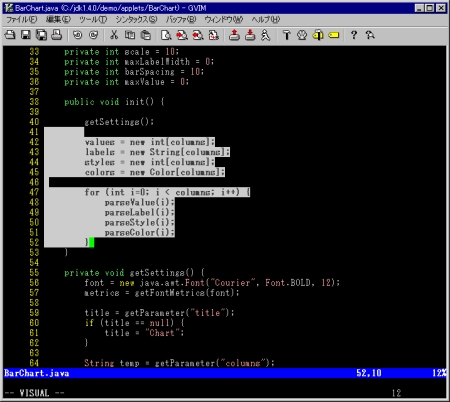 BarChart.java (C:/jdk1.4.0/demo/applets/BarChart) - GVIM
ファイル(F) 編集(E) ツール(T) シンタックス(S) バッファ(B) ウィンドウ(W) ヘルプ(H)
33 private int scale = 10;
34 private int maxLabelWidth = 0;
35 private int barSpacing = 10;
36 private int maxValue = 0;
37
38 public void init() {
39
40 getSettings();
41
42 values = new int[columns];
43 labels = new String[columns];
44 styles = new int[columns];
45 colors = new Color[columns];
46
47 for (int i=0; i < columns; i++) {
48 parseValue(i);
49 parseLabel(i);
50 parseStyle(i);
51 parseColor(i);
52 }
53 }
54
55 private void getSettings() {
56 font = new java.awt.Font("Courier", Font.BOLD, 12);
57 metrics = getFontMetrics(font);
58
59 title = getParameter("title");
60 if (title == null) {
61 title = "Chart";
62 }
63
64 String temp = getParameter("columns");
BarChart.java 52,10 12%
-- VISUAL -- 12